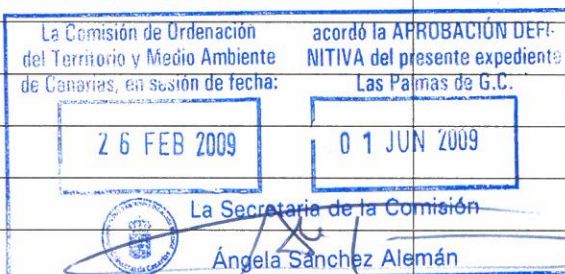 La Comisión de Ordenación
del Territorio y Medio Ambiente
de Canarias, en sesión de fecha:
26 FEB 2009
acordó la APROBACIÓN DEFI-
NITIVA del presente expediente
Las Palmas de G.C.
01 JUN 2009
La Secretaria de la Comisión
Ángela Sánchez Alemán